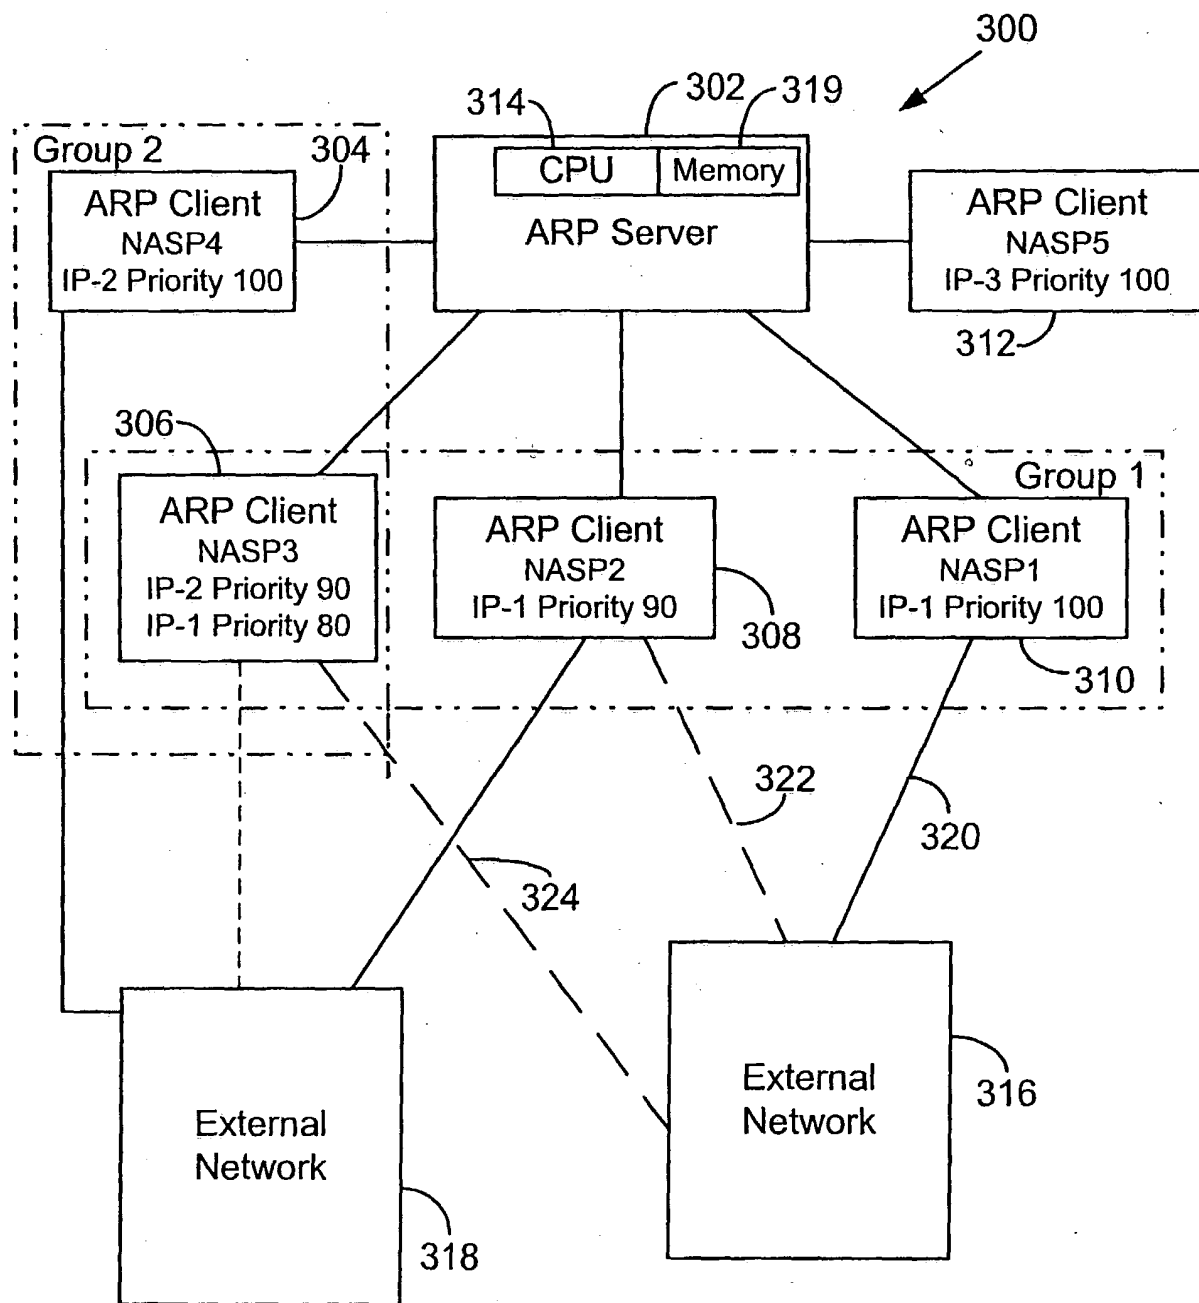 300
314
302
319
Group 2
304
CPU
Memory
ARP Client
NASP4
IP-2 Priority 100
ARP Server
ARP Client
NASP5
IP-3 Priority 100
312
306
Group 1
ARP Client
NASP3
IP-2 Priority 90
IP-1 Priority 80
ARP Client
NASP2
IP-1 Priority 90
308
ARP Client
NASP1
IP-1 Priority 100
310
322
320
324
External
Network
316
External
Network
318